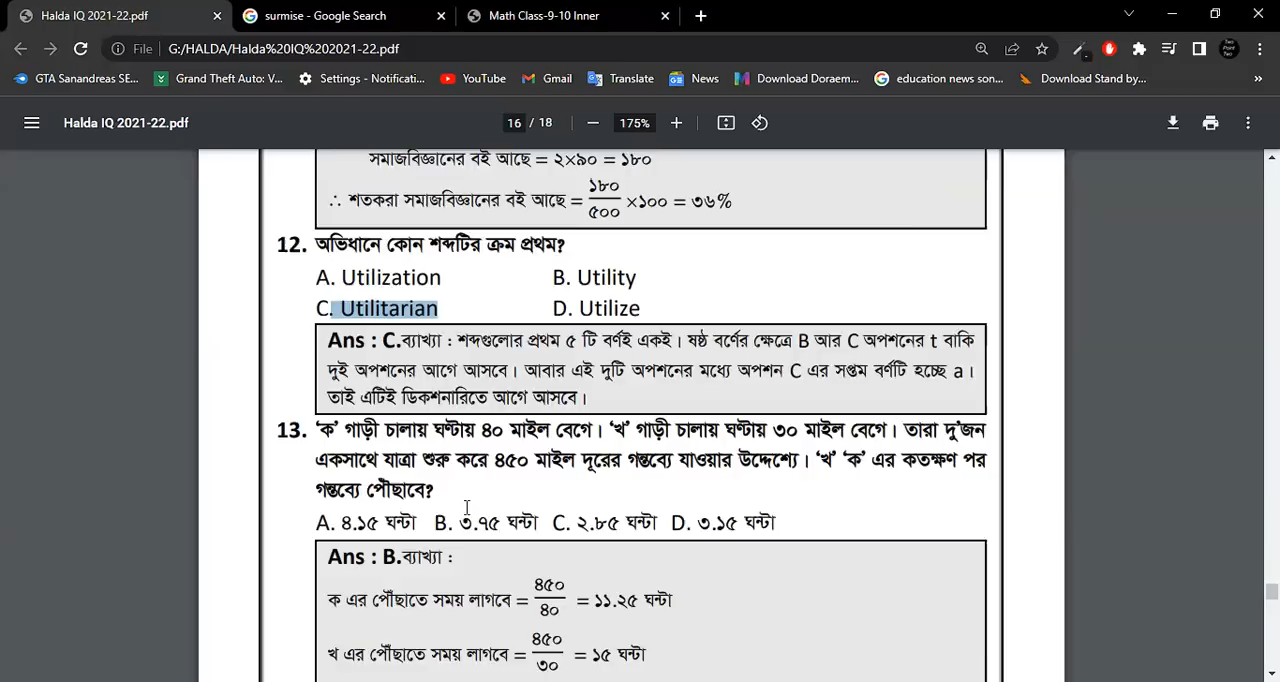 Halda IQ 2021-22.pdf
surmise - Google Search
Math Class-9-10 Inner
File
G:/HALDA/Halda%20IQ%202021-22.pdf
GTA Sanandreas SE...
Grand Theft Auto: V...
Settings - Notificati...
YouTube
Gmail
Translate
News
Download Doraem...
education news son...
Download Stand by...
Halda IQ 2021-22.pdf
16 / 18
175%
সমাজবিজ্ঞানের বই আছে = ২×৯০ = ১৮০
∴ শতকরা সমাজবিজ্ঞানের বই আছে = ১৮০/৫০০ ×১০০ = ৩৬%
12. অভিধানে কোন শব্দটির ক্রম প্রথম?
A. Utilization B. Utility
C. Utilitarian D. Utilize
Ans : C.ব্যাখ্যা : শব্দগুলোর প্রথম ৫ টি বর্ণই একই। ষষ্ঠ বর্ণের ক্ষেত্রে B আর C অপশনের t বাকি
দুই অপশনের আগে আসবে। আবার এই দুটি অপশনের মধ্যে অপশন C এর সপ্তম বর্ণটি হচ্ছে a।
তাই এটিই ডিকশনারিতে আগে আসবে।
13. ‘ক’ গাড়ী চালায় ঘণ্টায় ৪০ মাইল বেগে। ‘খ’ গাড়ী চালায় ঘণ্টায় ৩০ মাইল বেগে। তারা দু’জন
একসাথে যাত্রা শুরু করে ৪৫০ মাইল দূরের গন্তব্যে যাওয়ার উদ্দেশ্যে। ‘খ’ ‘ক’ এর কতক্ষণ পর
গন্তব্যে পৌঁছাবে?
A. ৪.১৫ ঘন্টা B. ৩.৭৫ ঘন্টা C. ২.৮৫ ঘন্টা D. ৩.১৫ ঘন্টা
Ans : B.ব্যাখ্যা :
ক এর পৌঁছাতে সময় লাগবে = ৪৫০/৪০ = ১১.২৫ ঘন্টা
খ এর পৌঁছাতে সময় লাগবে = ৪৫০/৩০ = ১৫ ঘন্টা